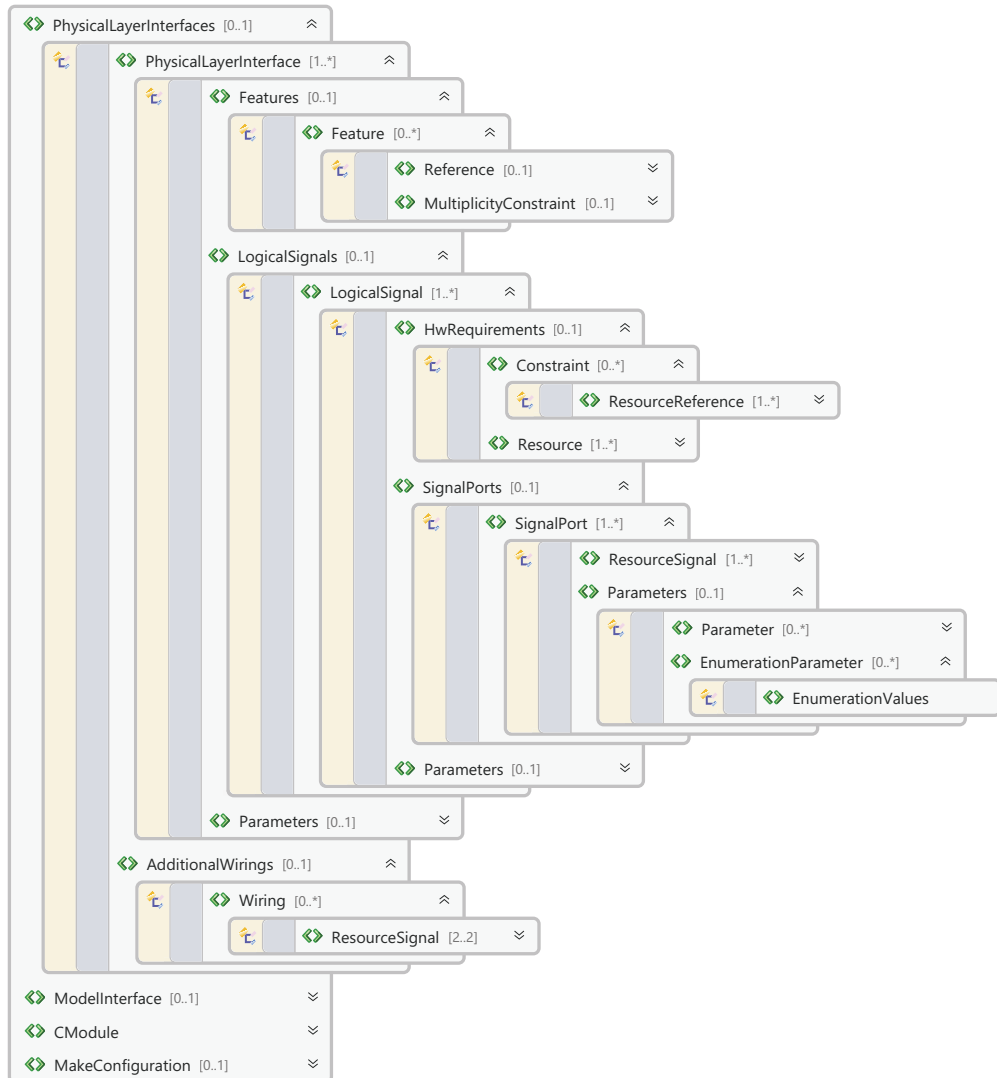 PhysicalLayerInterfaces [0..1]
PhysicalLayerInterface [1..*]
Features [0..1]
Feature [0..*]
Reference [0..1]
MultiplicityConstraint [0..1]
LogicalSignals [0..1]
LogicalSignal [1..*]
HwRequirements [0..1]
Constraint [0..*]
ResourceReference [1..*]
Resource [1..*]
SignalPorts [0..1]
SignalPort [1..*]
ResourceSignal [1..*]
Parameters [0..1]
Parameter [0..*]
EnumerationParameter [0..*]
EnumerationValues
Parameters [0..1]
Parameters [0..1]
AdditionalWirings [0..1]
Wiring [0..*]
ResourceSignal [2..2]
ModelInterface [0..1]
CModule
MakeConfiguration [0..1]